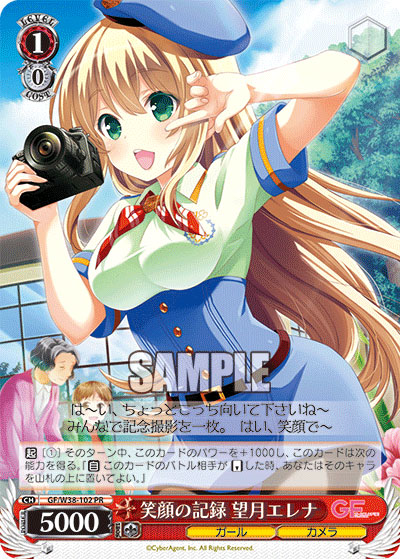 LEVEL
1
0
COST
SAMPLE
は~い、ちょっとこっち向いて下さいね~
みんなで記念撮影を一枚。 はい、笑顔で~
起 [①] そのターン中、このカードのパワーを+1000し、このカードは次の
能力を得る。『自 このカードのバトル相手が した時、あなたはそのキャラ
を山札の上に置いてよい。』
CH GF/W38-102 PR
5000
笑顔の記録 望月エレナ
GF
ガール
カメラ
©CyberAgent, Inc. All Rights Reserved.